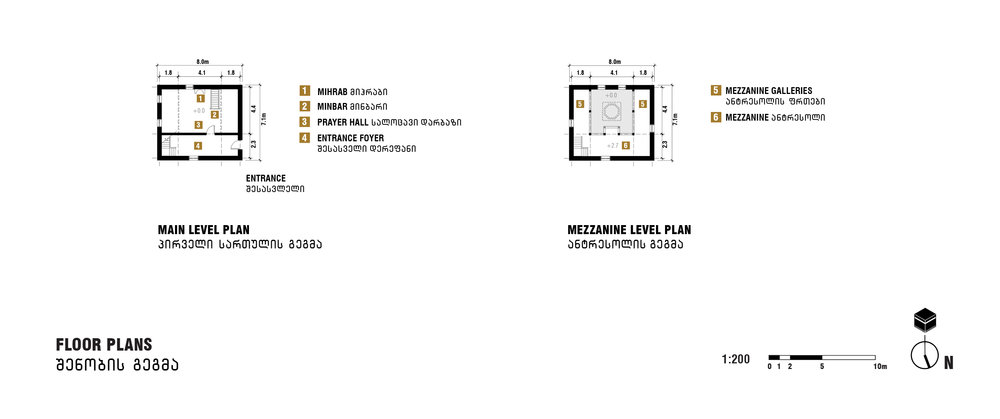 8.0m
1.8 4.1 1.8
1
2
3
4
+0.0
4.4
2.3
7.1m
1 MIHRAB მიჰრაბი
2 MINBAR მინბარი
3 PRAYER HALL სალოცავი დარბაზი
4 ENTRANCE FOYER
შესასველი დერეფანი
ENTRANCE
შესასვლელი
MAIN LEVEL PLAN
პირველი სართულის გეგმა
8.0m
1.8 4.1 1.8
+0.0
5
5
6
+2.7
4.4
2.3
7.1m
5 MEZZANINE GALLERIES
ანტრესოლის ფრთები
6 MEZZANINE ანტრესოლი
MEZZANINE LEVEL PLAN
ანტრესოლის გეგმა
FLOOR PLANS
შენობის გეგმა
1:200
0 1 2 5 10m
N